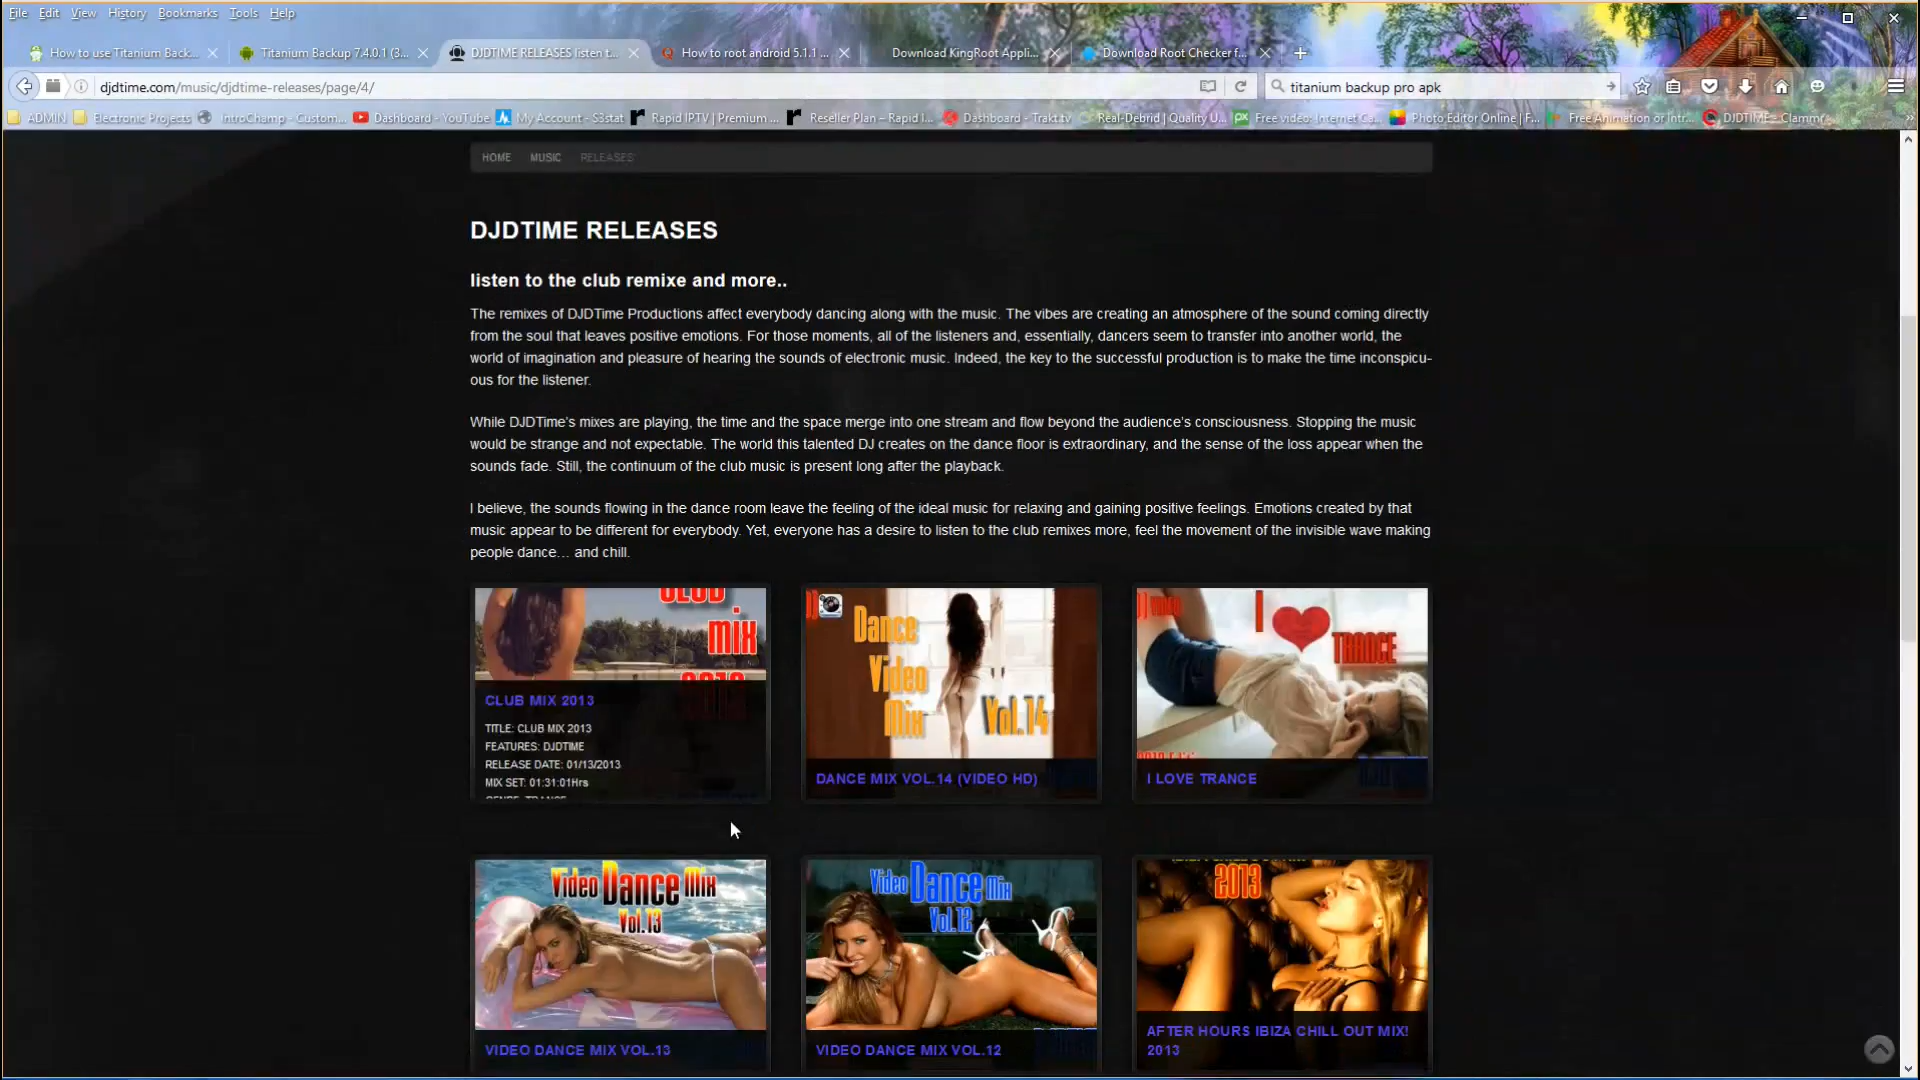 File Edit View History Bookmarks Tools Help
How to use Titanium Back... Titanium Backup 7.4.0.1 (3... DJDTIME RELEASES listen t... How to root android 5.1.1 ... Download KingRoot Appli... Download Root Checker f...
djdtime.com/music/djdtime-releases/page/4/ titanium backup pro apk
ADMIN Electronic Projects IntroChamp - Custom... Dashboard - YouTube My Account - S3stat Rapid IPTV | Premium ... Reseller Plan – Rapid I... Dashboard - Trakt.tv Real-Debrid | Quality U... Free video: Internet Ca... Photo Editor Online | F... Free Animation or Intr... DJDTIME - Clammr
HOME MUSIC RELEASES
DJDTIME RELEASES
listen to the club remixe and more..
The remixes of DJDTime Productions affect everybody dancing along with the music. The vibes are creating an atmosphere of the sound coming directly
from the soul that leaves positive emotions. For those moments, all of the listeners and, essentially, dancers seem to transfer into another world, the
world of imagination and pleasure of hearing the sounds of electronic music. Indeed, the key to the successful production is to make the time inconspicu-
ous for the listener.
While DJDTime's mixes are playing, the time and the space merge into one stream and flow beyond the audience's consciousness. Stopping the music
would be strange and not expectable. The world this talented DJ creates on the dance floor is extraordinary, and the sense of the loss appear when the
sounds fade. Still, the continuum of the club music is present long after the playback.
I believe, the sounds flowing in the dance room leave the feeling of the ideal music for relaxing and gaining positive feelings. Emotions created by that
music appear to be different for everybody. Yet, everyone has a desire to listen to the club remixes more, feel the movement of the invisible wave making
people dance... and chill.
CLUB
mix
2013
CLUB MIX 2013
TITLE: CLUB MIX 2013
FEATURES: DJDTIME
RELEASE DATE: 01/13/2013
MIX SET: 01:31:01Hrs
GENRE: TRANCE
Dance
Video
Mix
Vol.14
DANCE MIX VOL.14 (VIDEO HD)
I
TRANCE
I LOVE TRANCE
Video Dance Mix
Vol.13
VIDEO DANCE MIX VOL.13
Video Dance Mix
Vol.12
VIDEO DANCE MIX VOL.12
2013
AFTER HOURS IBIZA CHILL OUT MIX!
2013